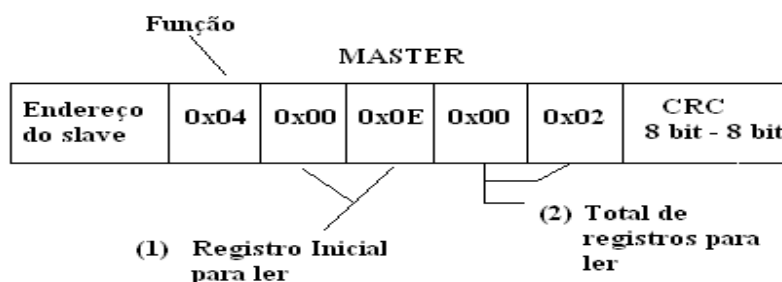 Função
MASTER
Endereço do slave 0x04 0x00 0x0E 0x00 0x02 CRC 8 bit - 8 bit
(1) Registro Inicial para ler
(2) Total de registros para ler